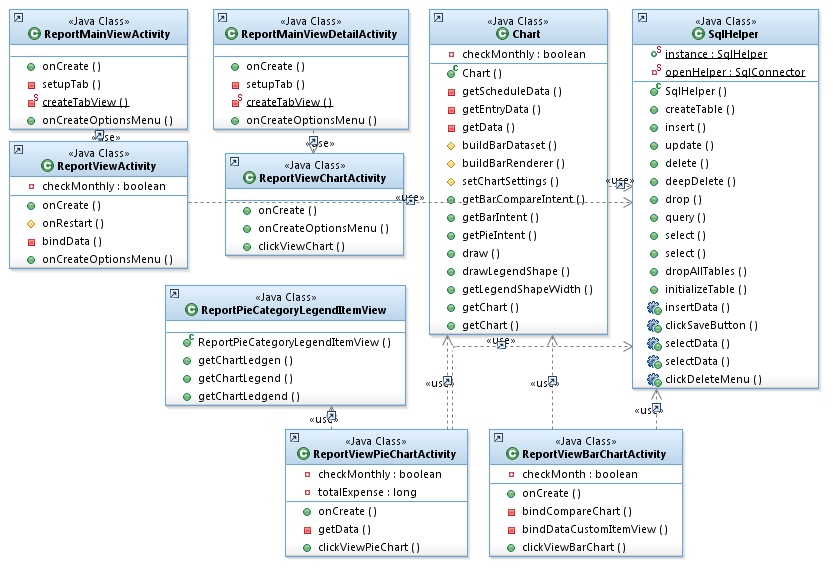 «Java Class»
ReportMainViewActivity
onCreate ()
setupTab ()
createTabView ()
onCreateOptionsMenu ()
«use»
«Java Class»
ReportMainViewDetailActivity
onCreate ()
setupTab ()
createTabView ()
onCreateOptionsMenu ()
«use»
«Java Class»
Chart
checkMonthly : boolean
Chart ()
getScheduleData ()
getEntryData ()
getData ()
buildBarDataset ()
buildBarRenderer ()
setChartSettings ()
getBarCompareIntent ()
getBarIntent ()
getPieIntent ()
draw ()
drawLegendShape ()
getLegendShapeWidth ()
getChart ()
getChart ()
«use»
«Java Class»
SqlHelper
instance : SqlHelper
openHelper : SqlConnector
SqlHelper ()
createTable ()
insert ()
update ()
delete ()
deepDelete ()
drop ()
query ()
select ()
select ()
dropAllTables ()
initializeTable ()
insertData ()
clickSaveButton ()
selectData ()
selectData ()
clickDeleteMenu ()
«Java Class»
ReportViewActivity
checkMonthly : boolean
onCreate ()
onRestart ()
bindData ()
onCreateOptionsMenu ()
«use»
«Java Class»
ReportViewChartActivity
onCreate ()
onCreateOptionsMenu ()
clickViewChart ()
«Java Class»
ReportPieCategoryLegendItemView
ReportPieCategoryLegendItemView ()
getChartLedgen ()
getChartLegend ()
getChartLedgend ()
«use»
«use»
«use»
«use»
«use»
«Java Class»
ReportViewPieChartActivity
checkMonthly : boolean
totalExpense : long
onCreate ()
getData ()
clickViewPieChart ()
«Java Class»
ReportViewBarChartActivity
checkMonth : boolean
onCreate ()
bindCompareChart ()
bindDataCustomItemView ()
clickViewBarChart ()